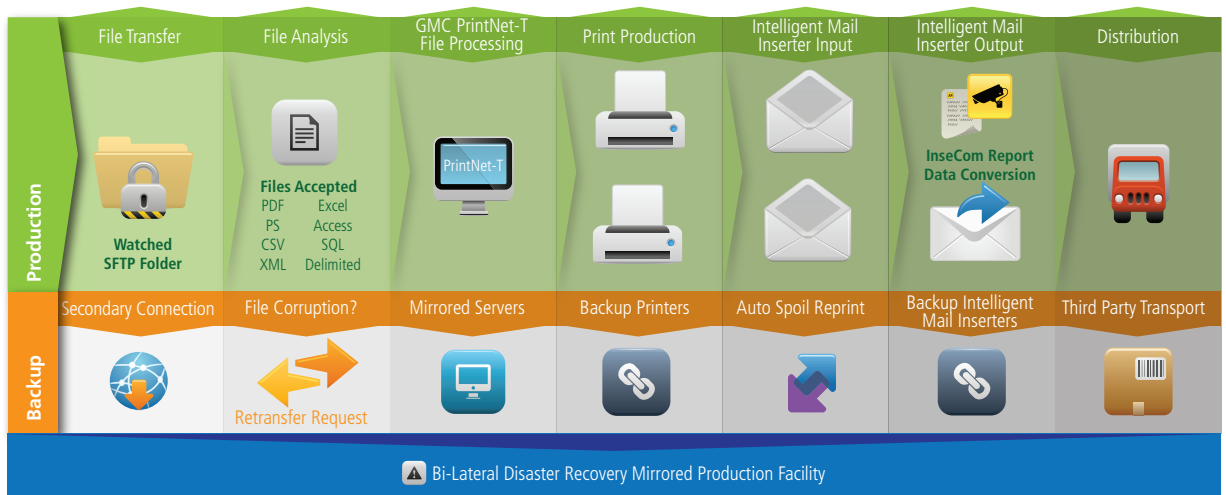 Production
File Transfer
Watched
SFTP Folder
File Analysis
Files Accepted
PDF Excel
PS Access
CSV SQL
XML Delimited
GMC PrintNet-T
File Processing
PrintNet-T
Print Production
Intelligent Mail
Inserter Input
Intelligent Mail
Inserter Output
InseCom Report
Data Conversion
Distribution
Backup
Secondary Connection
File Corruption?
Retransfer Request
Mirrored Servers
Backup Printers
Auto Spoil Reprint
Backup Intelligent
Mail Inserters
Third Party Transport
Bi-Lateral Disaster Recovery Mirrored Production Facility